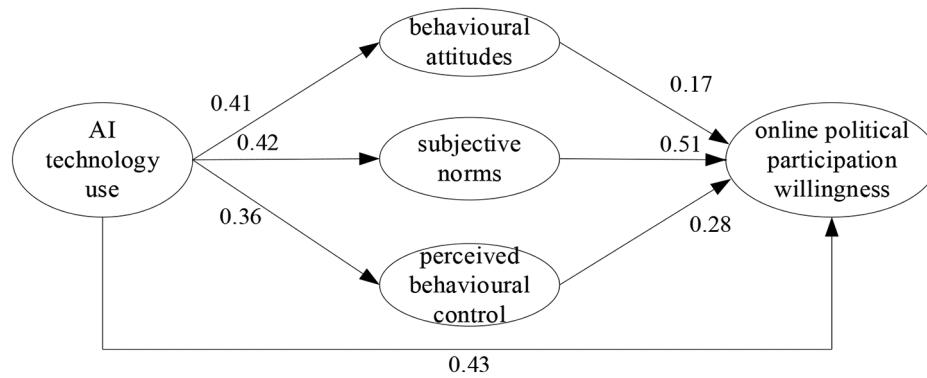 behavioural
attitudes
0.41
0.17
AI
technology
use
0.42
subjective
norms
0.51
online political
participation
willingness
0.36
0.28
perceived
behavioural
control
0.43